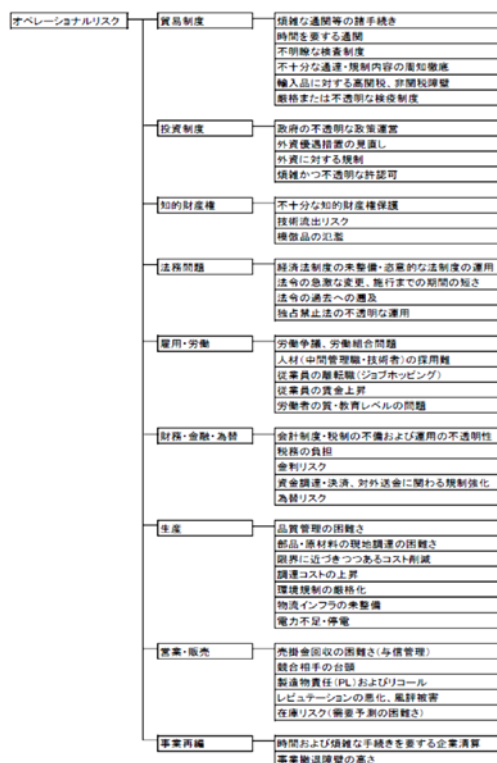 オペレーショナルリスク
貿易制度
煩雑な通関等の諸手続き
時間を要する通関
不明瞭な検査制度
不十分な通達・規制内容の周知徹底
輸入品に対する高関税、非関税障壁
厳格または不透明な検疫制度
投資制度
政府の不透明な政策運営
外資優遇措置の見直し
外資に対する規制
煩雑かつ不透明な許認可
知的財産権
不十分な知的財産権保護
技術流出リスク
模倣品の氾濫
法務問題
経済法制度の未整備・恣意的な法制度の運用
法令の急激な変更、施行までの期間の短さ
法令の過去への遡及
独占禁止法の不透明な運用
雇用・労働
労働争議、労働組合問題
人材(中間管理職・技術者)の採用難
従業員の離転職(ジョブホッピング)
従業員の賃金上昇
労働者の質・教育レベルの問題
財務・金融・為替
会計制度・税制の不備および運用の不透明性
税務の負担
金利リスク
資金調達・決済、対外送金に関わる規制強化
為替リスク
生産
品質管理の困難さ
部品・原材料の現地調達の困難さ
限界に近づきつつあるコスト削減
調達コストの上昇
環境規制の厳格化
物流インフラの未整備
電力不足・停電
営業・販売
売掛金回収の困難さ(与信管理)
競合相手の台頭
製造物責任(PL)およびリコール
レピュテーションの悪化、風評被害
在庫リスク(需要予測の困難さ)
事業再編
時間および煩雑な手続きを要する企業清算
事業撤退障壁の高さ